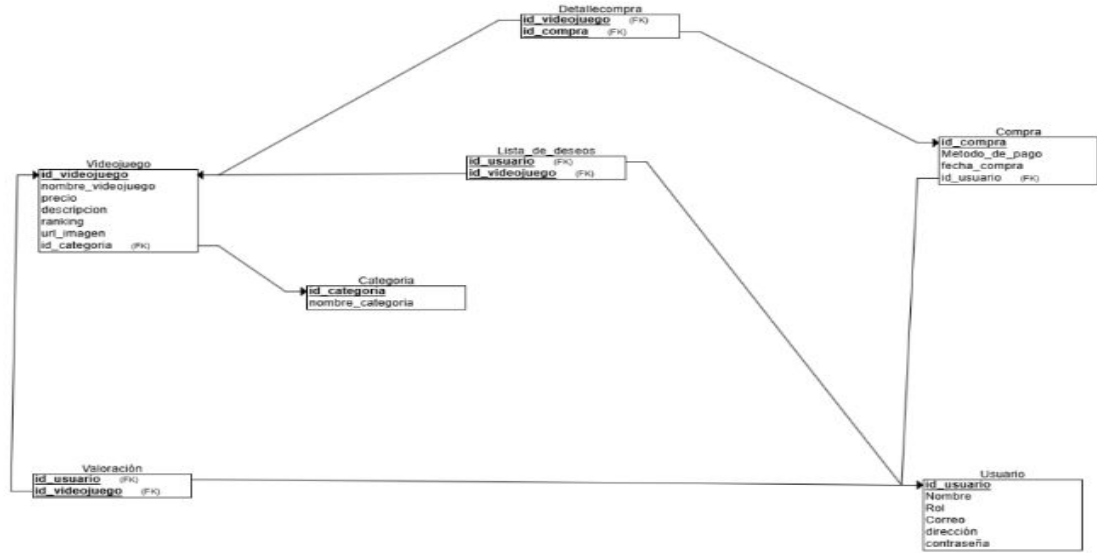 Detallecompra
id_videojuego (FK)
id_compra (FK)
Compra
id_compra
Metodo_de_pago
fecha_compra
id_usuario (FK)
Lista_de_deseos
id_usuario (FK)
id_videojuego (FK)
Videojuego
id_videojuego
nombre_videojuego
precio
descripcion
ranking
url_imagen
id_categoria (FK)
Categoria
id_categoria
nombre_categoria
Valoración
id_usuario (FK)
id_videojuego (FK)
Usuario
id_usuario
Nombre
Rol
Correo
dirección
contraseña